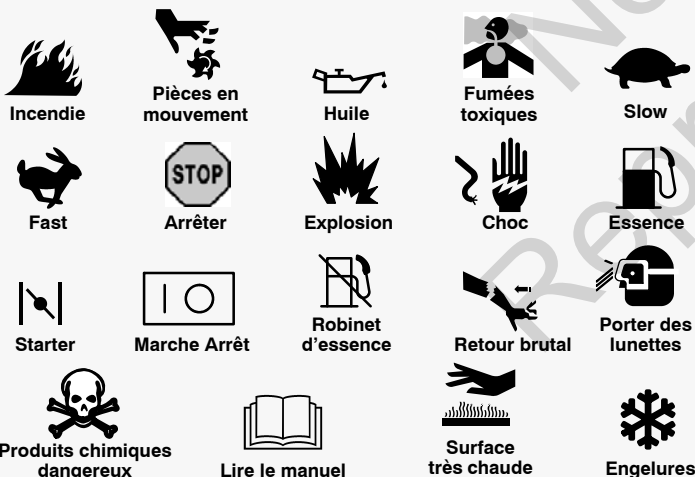 Incendie
Pièces en
mouvement
Huile
Fumées
toxiques
Slow
Fast
STOP
Arrêter
Explosion
Choc
Essence
Starter
Marche Arrêt
Robinet
d'essence
Retour brutal
Porter des
lunettes
Produits chimiques
dangereux
Lire le manuel
Surface
très chaude
Engelures